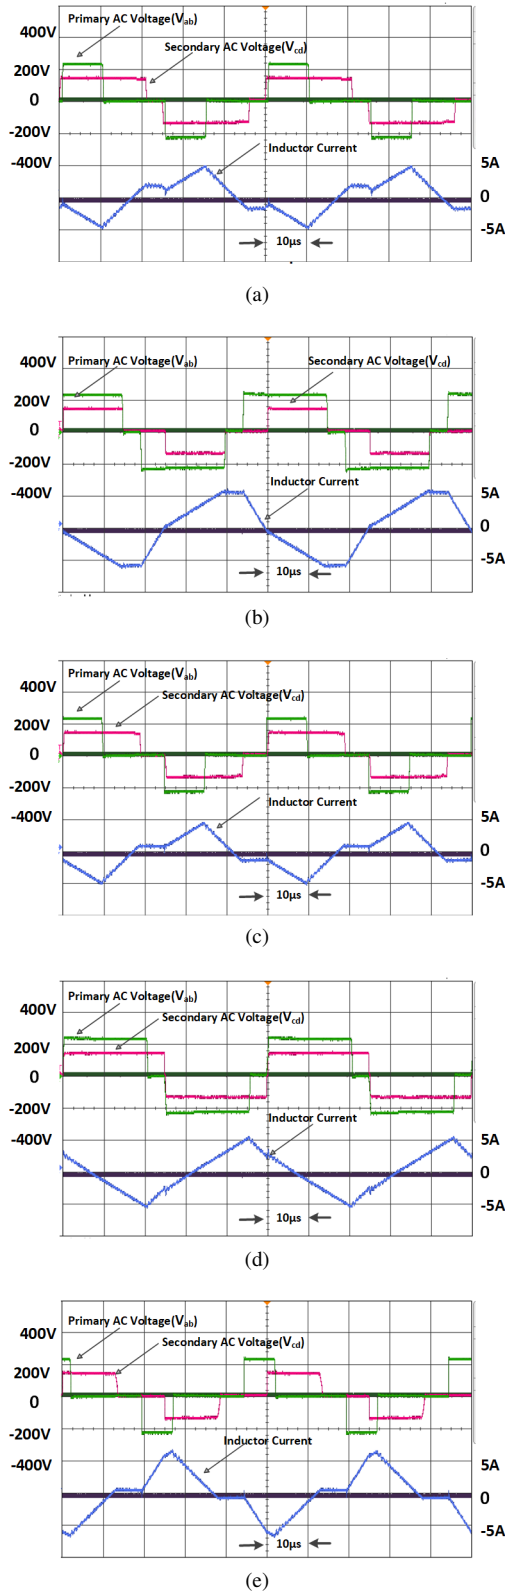 Primary AC Voltage(Vab)
400V
Secondary AC Voltage(Vcd)
200V
0
-200V
Inductor Current
-400V
5A
0
-5A
10µs
(a)
400V
Primary AC Voltage(Vab)
Secondary AC Voltage(Vcd)
200V
0
-200V
Inductor Current
-400V
5A
0
-5A
10µs
(b)
Primary AC Voltage(Vab)
400V
Secondary AC Voltage(Vcd)
200V
0
-200V
Inductor Current
-400V
5A
0
-5A
10µs
(c)
Primary AC Voltage(Vab)
400V
Secondary AC Voltage(Vcd)
200V
0
-200V
Inductor Current
-400V
5A
0
-5A
10µs
(d)
Primary AC Voltage(Vab)
400V
Secondary AC Voltage(Vcd)
200V
0
-200V
Inductor Current
-400V
5A
0
-5A
10µs
(e)